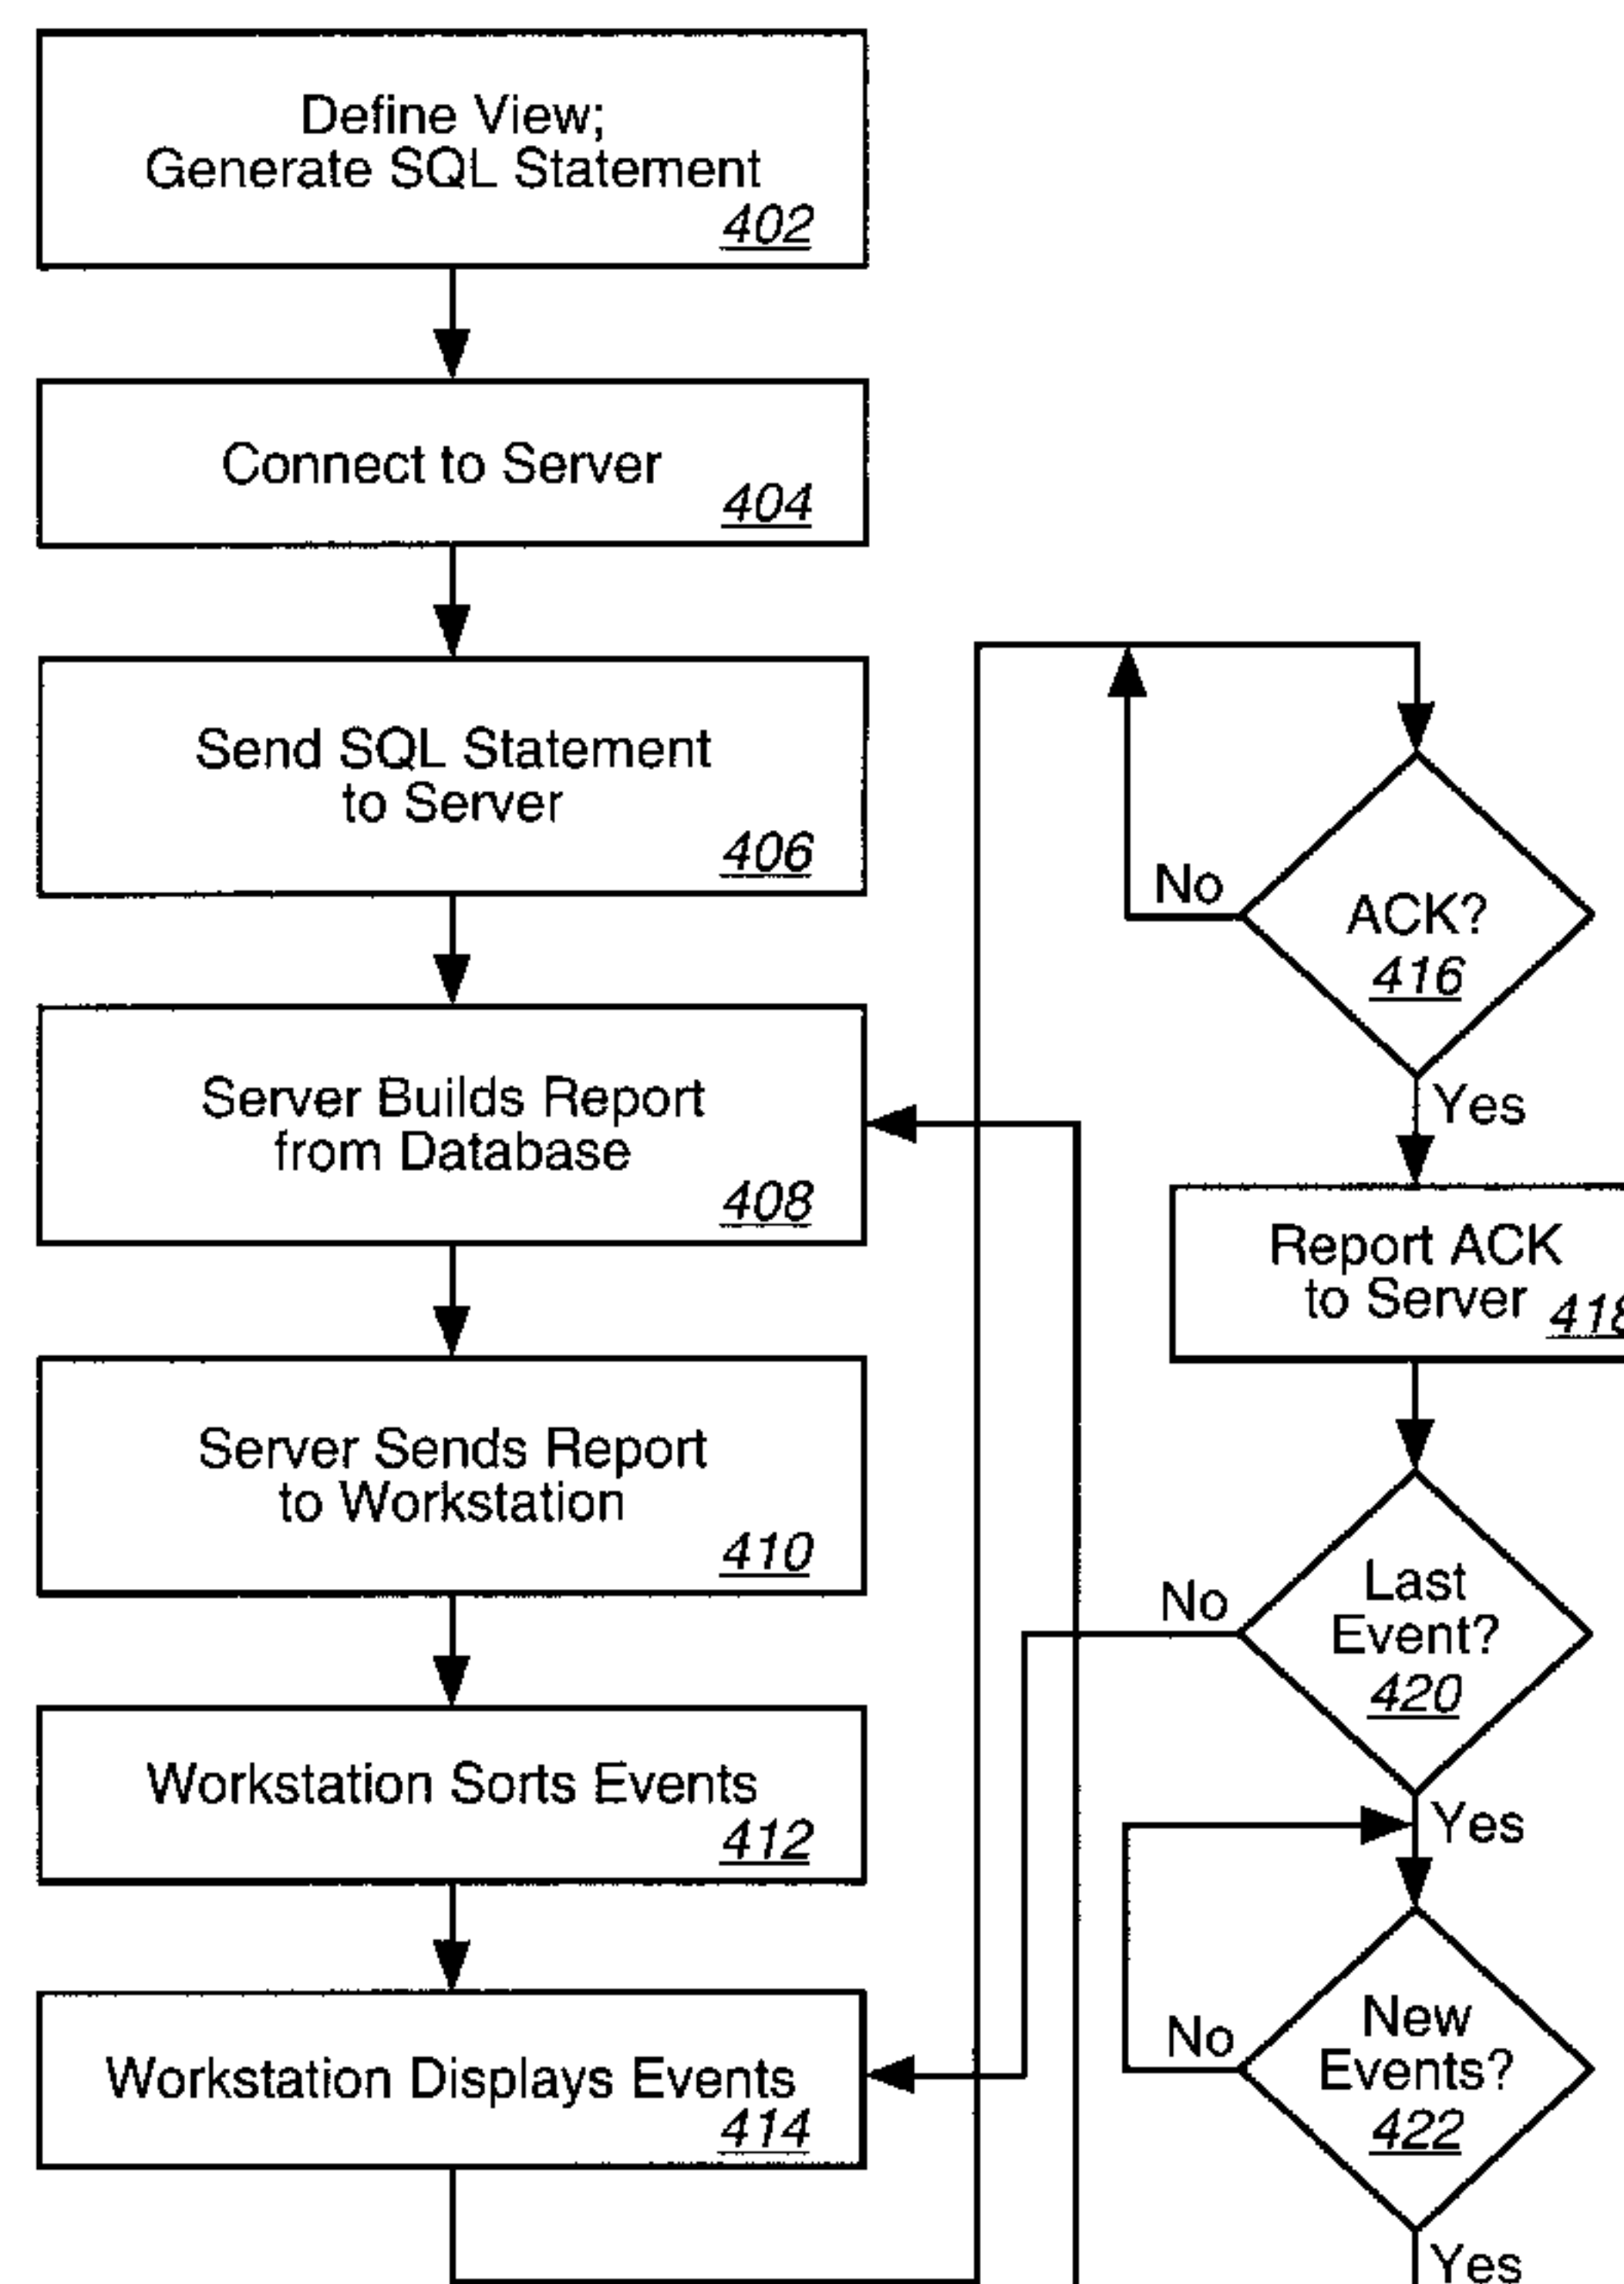 Define View;
Generate SQL Statement
402
Connect to Server
404
Send SQL Statement
to Server
406
Server Builds Report
from Database
408
Server Sends Report
to Workstation
410
Workstation Sorts Events
412
Workstation Displays Events
414
No
ACK?
416
Yes
Report ACK
to Server
418
No
Last
Event?
420
Yes
No
New
Events?
422
Yes